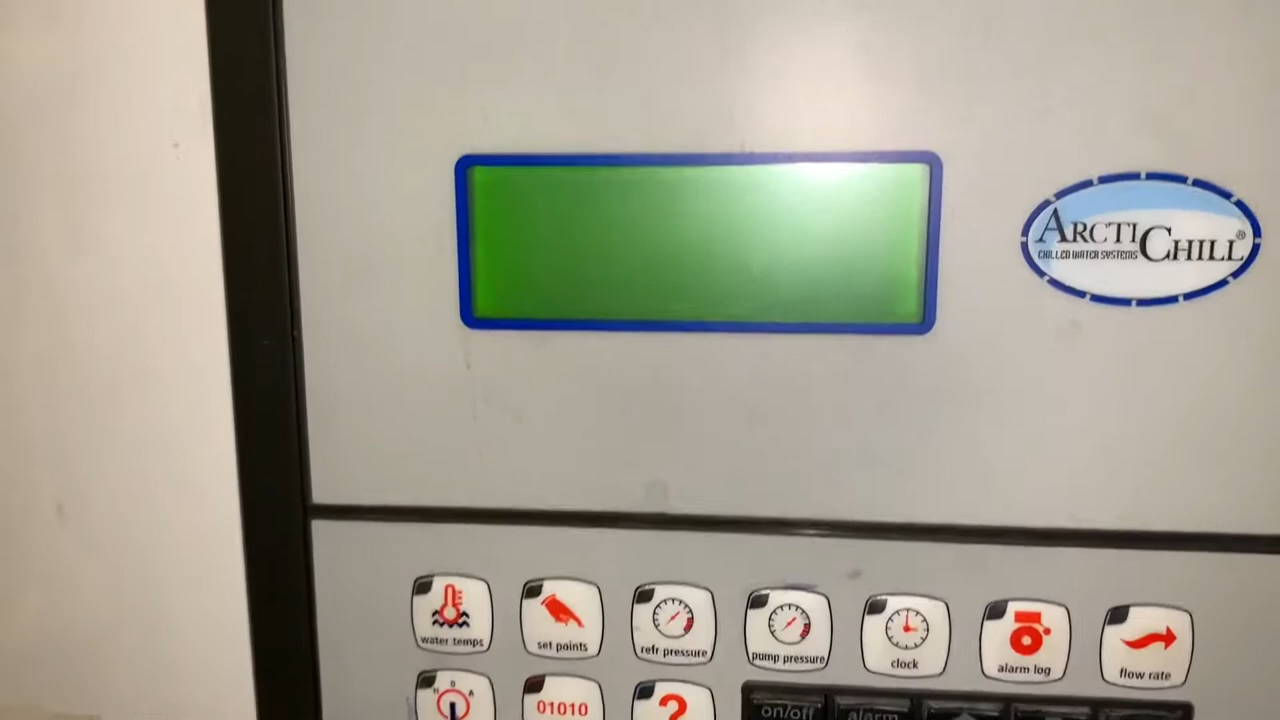 ARCTICHILL®
CHILLED WATER SYSTEMS
water temps
set points
refr pressure
pump pressure
clock
alarm log
flow rate
H O A
01010
?
on/off
alarm